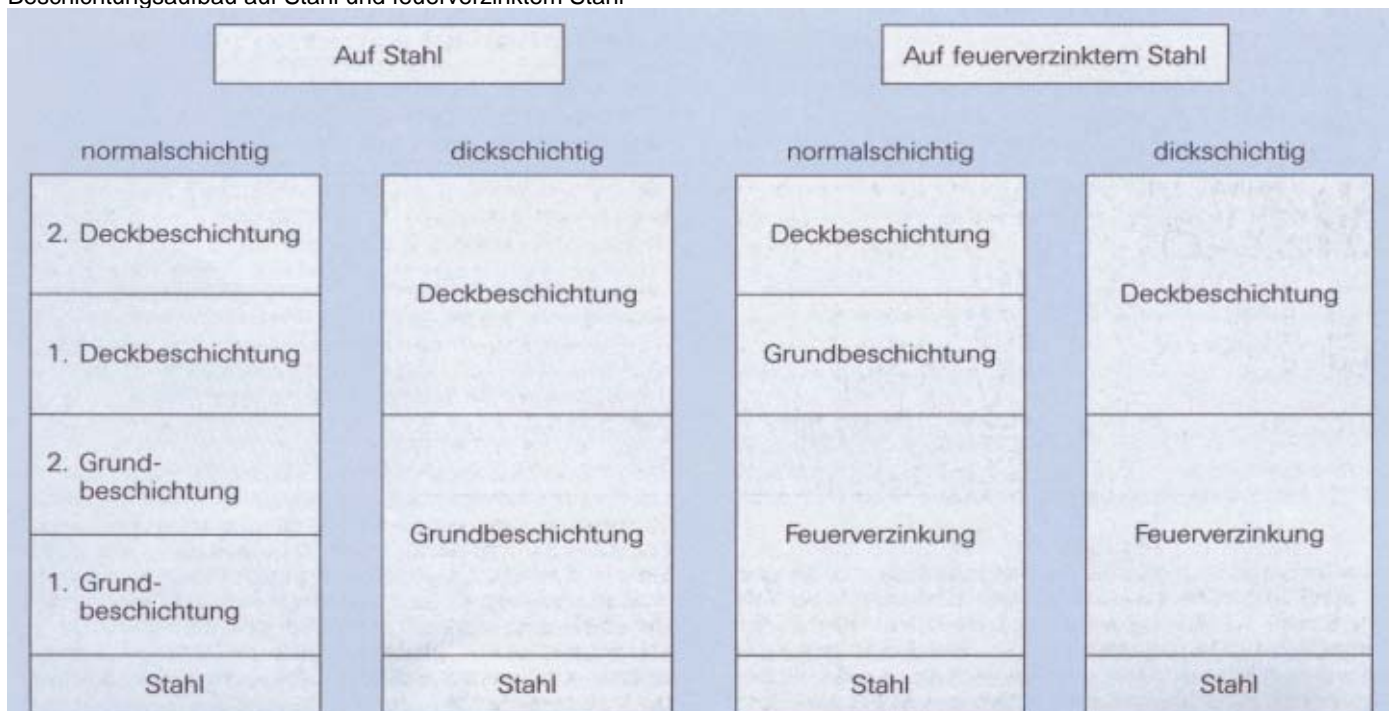 Beschichtungsaufbau auf Stahl und feuerverzinktem Stahl
Auf Stahl
Auf feuerverzinktem Stahl
normalschichtig
dickschichtig
normalschichtig
dickschichtig
2. Deckbeschichtung
1. Deckbeschichtung
2. Grund-
beschichtung
1. Grund-
beschichtung
Stahl
Deckbeschichtung
Grundbeschichtung
Stahl
Deckbeschichtung
Grundbeschichtung
Feuerverzinkung
Stahl
Deckbeschichtung
Feuerverzinkung
Stahl